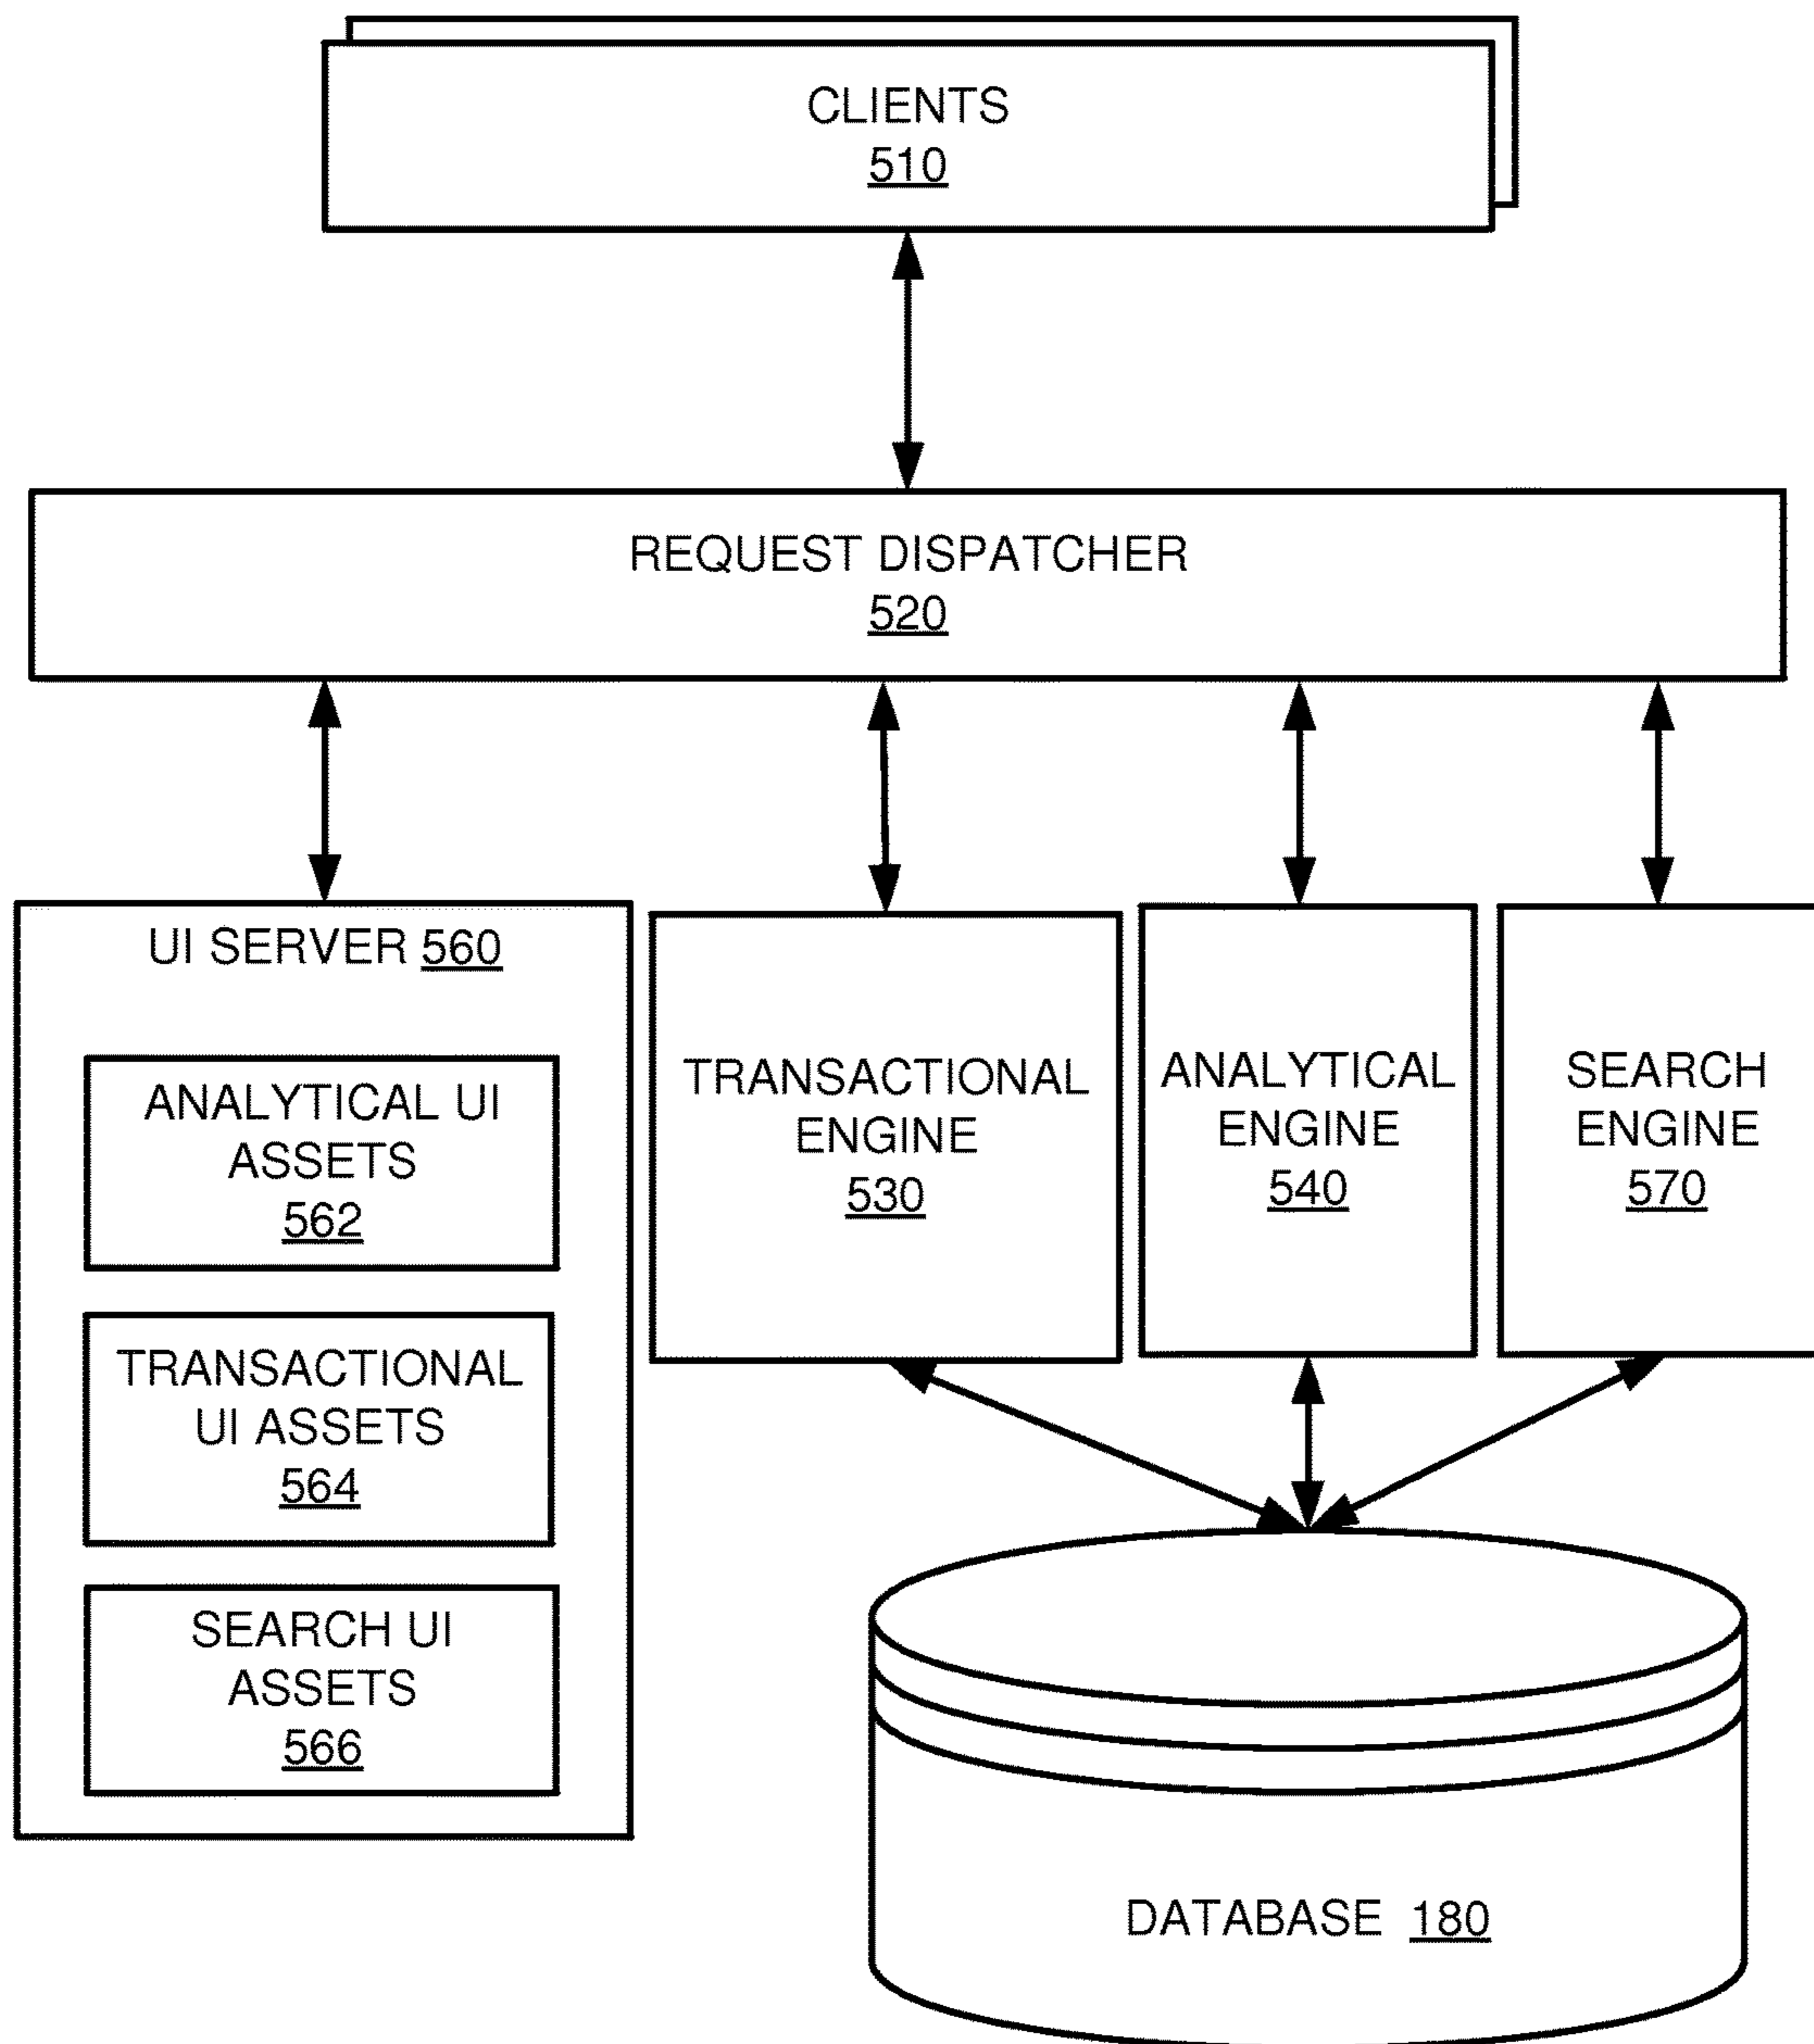 CLIENTS
510
REQUEST DISPATCHER
520
UI SERVER 560
ANALYTICAL UI
ASSETS
562
TRANSACTIONAL
UI ASSETS
564
SEARCH UI
ASSETS
566
TRANSACTIONAL
ENGINE
530
ANALYTICAL
ENGINE
540
SEARCH
ENGINE
570
DATABASE 180